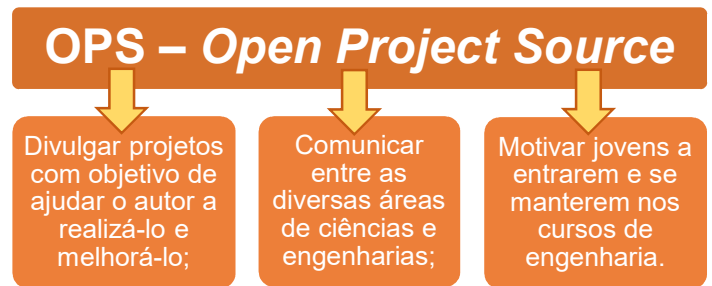 OPS – Open Project Source
Divulgar projetos
com objetivo de
ajudar o autor a
realizá-lo e
melhorá-lo;
Comunicar
entre as
diversas áreas
de ciências e
engenharias;
Motivar jovens a
entrarem e se
manterem nos
cursos de
engenharia.